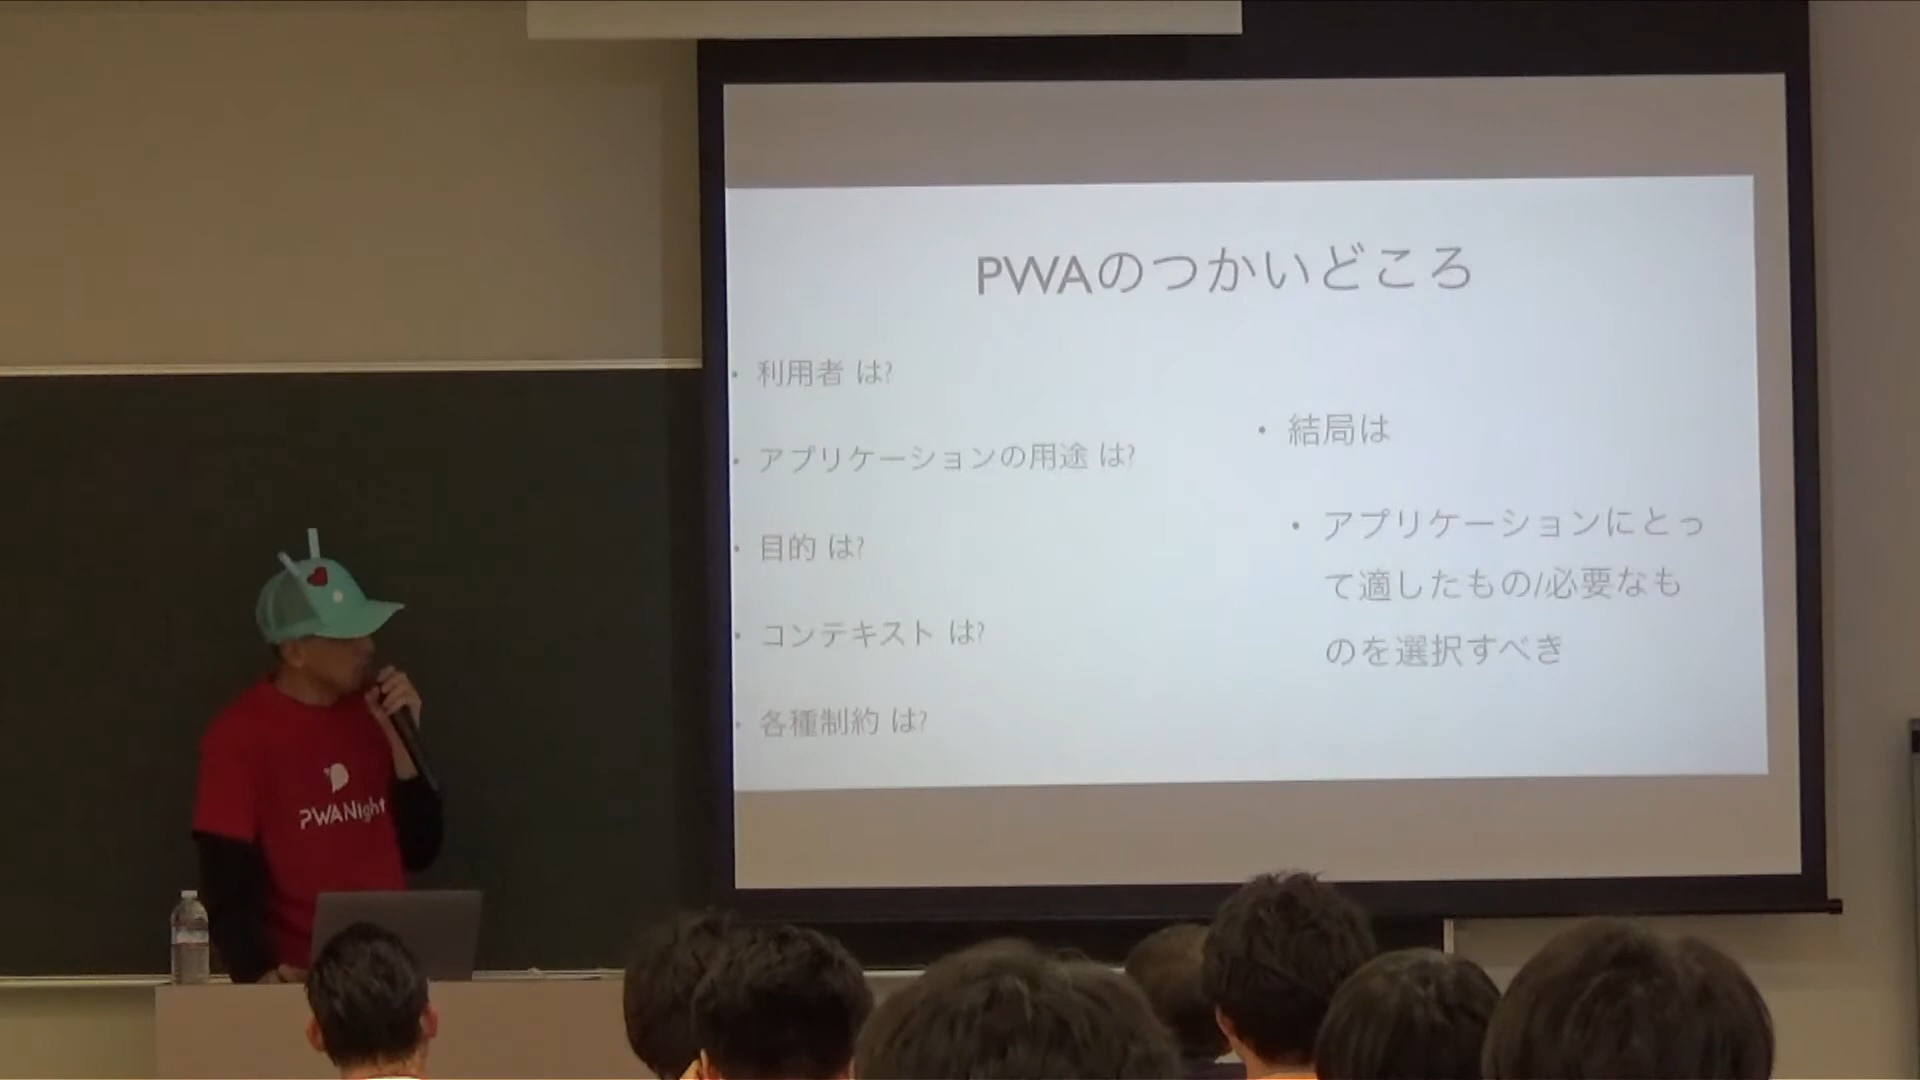 PWAのつかいどころ
• 利用者 は?
• アプリケーションの用途 は?
• 目的 は?
• コンテキスト は?
• 各種制約 は?
• 結局は
• アプリケーションにとっ
て適したもの/必要なも
のを選択すべき
PWANight